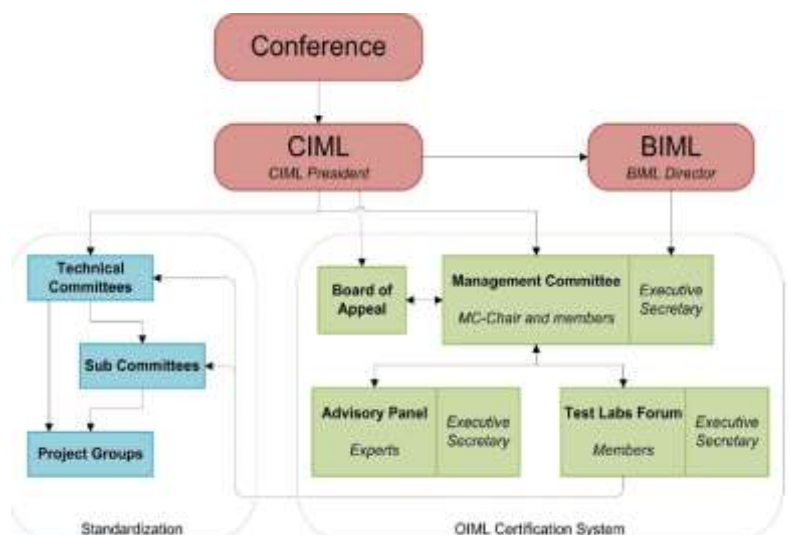 Conference
CIML
CIML President
BIML
BIML Director
Technical
Committees
Sub Committees
Project Groups
Standardization
Board of
Appeal
Management Committee
MC-Chair and members
Executive
Secretary
Advisory Panel
Experts
Executive
Secretary
Test Labs Forum
Members
Executive
Secretary
OIML Certification System